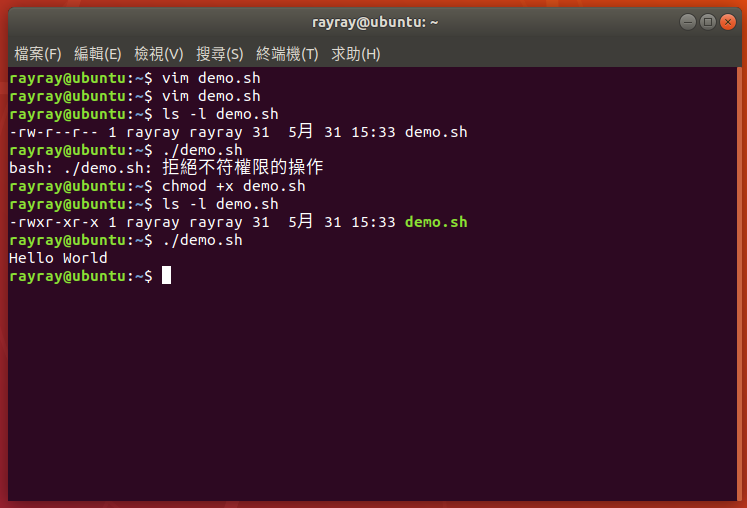 rayray@ubuntu: ~
檔案(F) 編輯(E) 檢視(V) 搜尋(S) 終端機(T) 求助(H)
rayray@ubuntu:~$ vim demo.sh
rayray@ubuntu:~$ vim demo.sh
rayray@ubuntu:~$ ls -l demo.sh
-rw-r--r-- 1 rayray rayray 31  5月 31 15:33 demo.sh
rayray@ubuntu:~$ ./demo.sh
bash: ./demo.sh: 拒絕不符權限的操作
rayray@ubuntu:~$ chmod +x demo.sh
rayray@ubuntu:~$ ls -l demo.sh
-rwxr-xr-x 1 rayray rayray 31  5月 31 15:33 demo.sh
rayray@ubuntu:~$ ./demo.sh
Hello World
rayray@ubuntu:~$